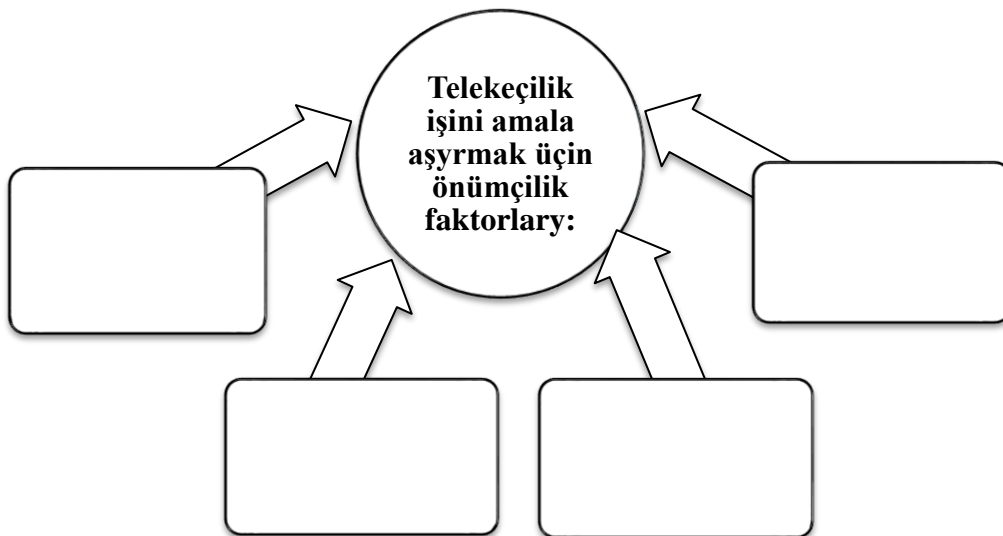 Telekeçilik
işini amala
aşyrmak üçin
önümçilik
faktorlary: